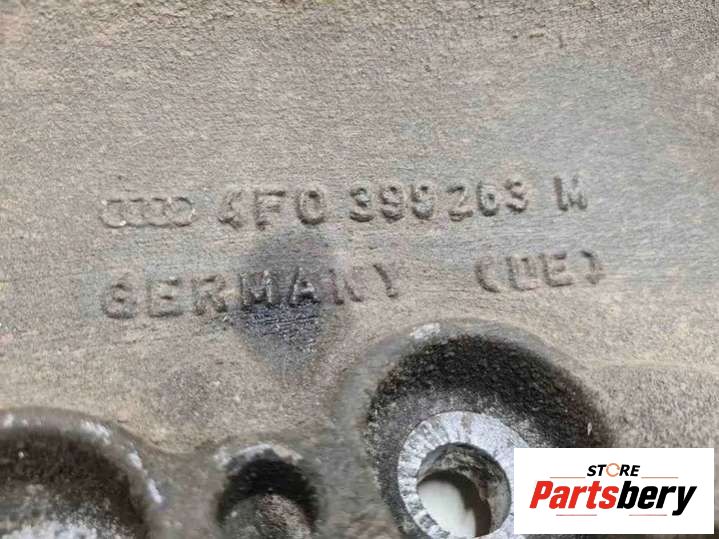 4F0 399263 M
GERMANY (DE)
STORE
Partsbery